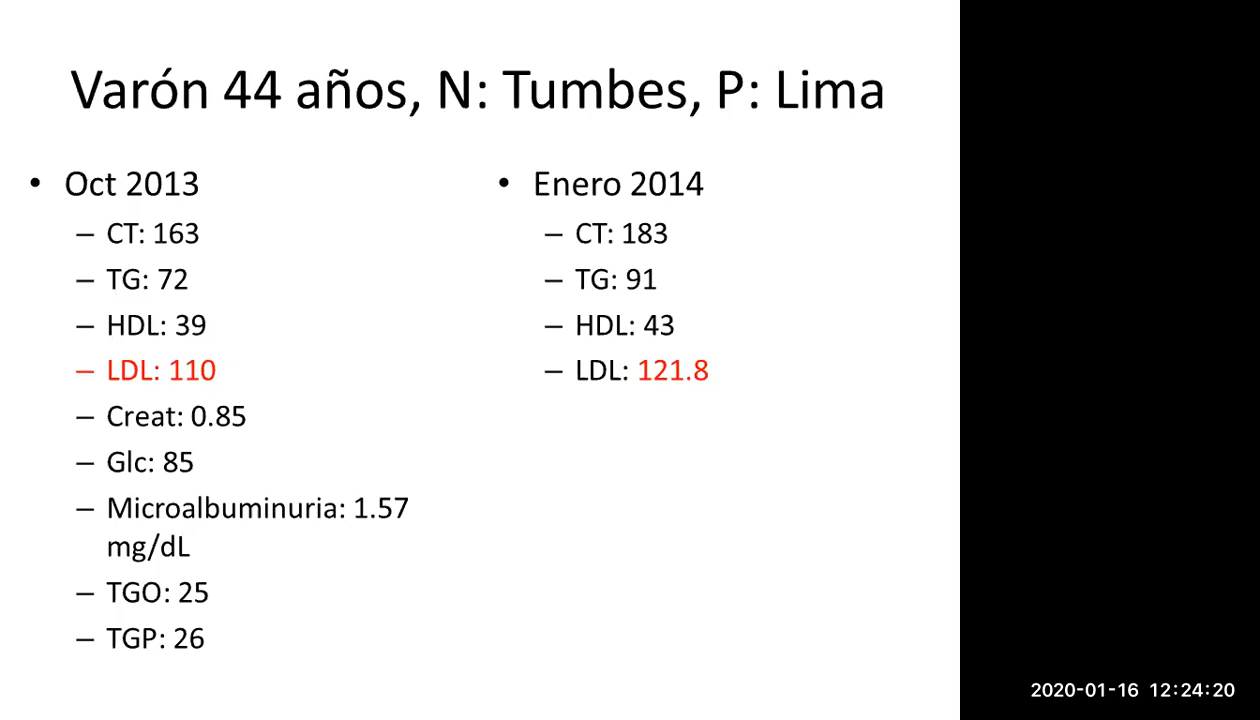 Varón 44 años, N: Tumbes, P: Lima
• Oct 2013
– CT: 163
– TG: 72
– HDL: 39
– LDL: 110
– Creat: 0.85
– Glc: 85
– Microalbuminuria: 1.57
mg/dL
– TGO: 25
– TGP: 26
• Enero 2014
– CT: 183
– TG: 91
– HDL: 43
– LDL: 121.8
2020-01-16 12:24:20